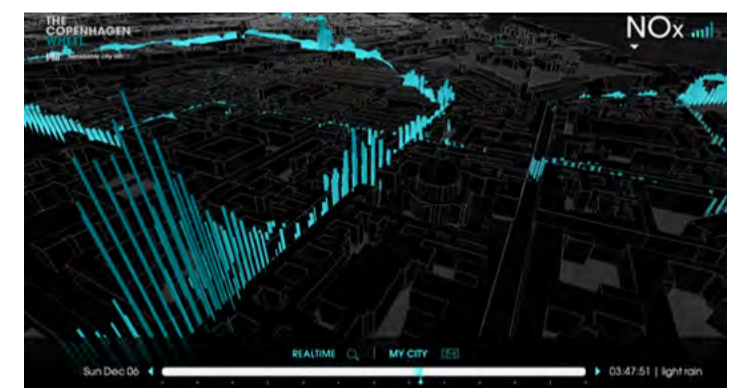 THE
COPENHAGEN
WHEEL
NOx
REALTIME | MY CITY
Sun Dec 06
03:47:51 | light rain